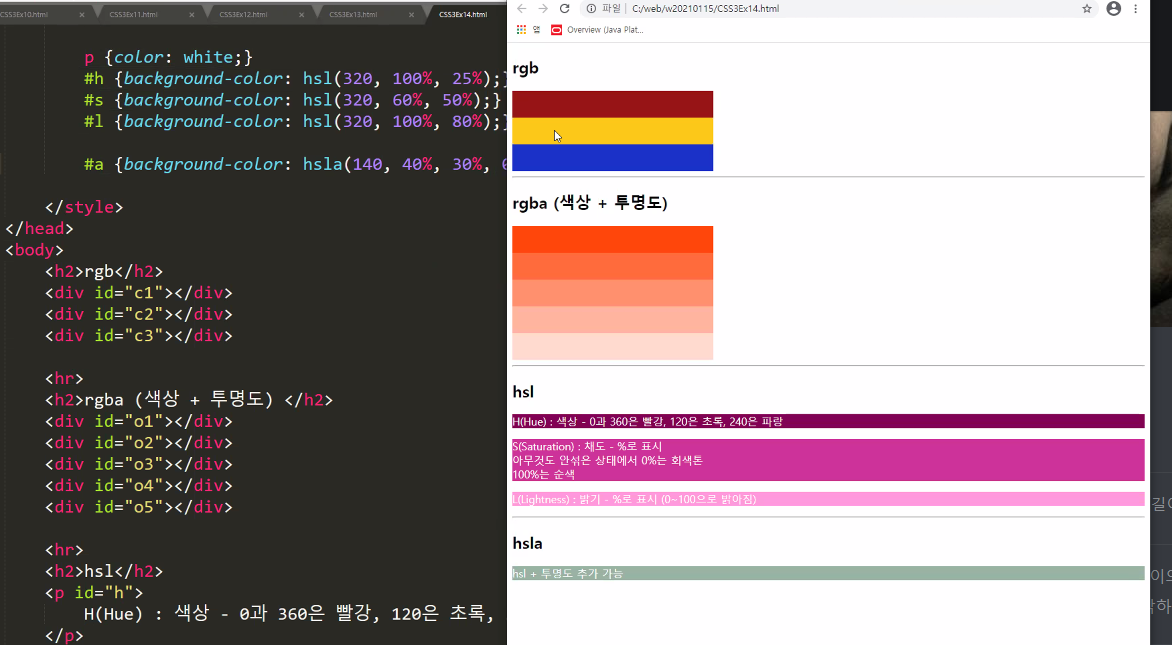 CSS3Ex10.html
CSS3Ex11.html
CSS3Ex12.html
CSS3Ex13.html
CSS3Ex14.html
p {color: white;}
#h {background-color: hsl(320, 100%, 25%);}
#s {background-color: hsl(320, 60%, 50%);}
#l {background-color: hsl(320, 100%, 80%);}
#a {background-color: hsla(140, 40%, 30%,
</style>
</head>
<body>
<h2>rgb</h2>
<div id="c1"></div>
<div id="c2"></div>
<div id="c3"></div>
<hr>
<h2>rgba (색상 + 투명도) </h2>
<div id="o1"></div>
<div id="o2"></div>
<div id="o3"></div>
<div id="o4"></div>
<div id="o5"></div>
<hr>
<h2>hsl</h2>
<p id="h">
H(Hue) : 색상 - 0과 360은 빨강, 120은 초록,
</p>
파일 C:/web/w20210115/CSS3Ex14.html
앱 Overview (Java Plat...
rgb
rgba (색상 + 투명도)
hsl
H(Hue) : 색상 - 0과 360은 빨강, 120은 초록, 240은 파랑
S(Saturation) : 채도 - %로 표시
아무것도 안섞은 상태에서 0%는 회색톤
100%는 순색
L(Lightness) : 밝기 - %로 표시 (0~100으로 밝아짐)
hsla
hsl + 투명도 추가 가능